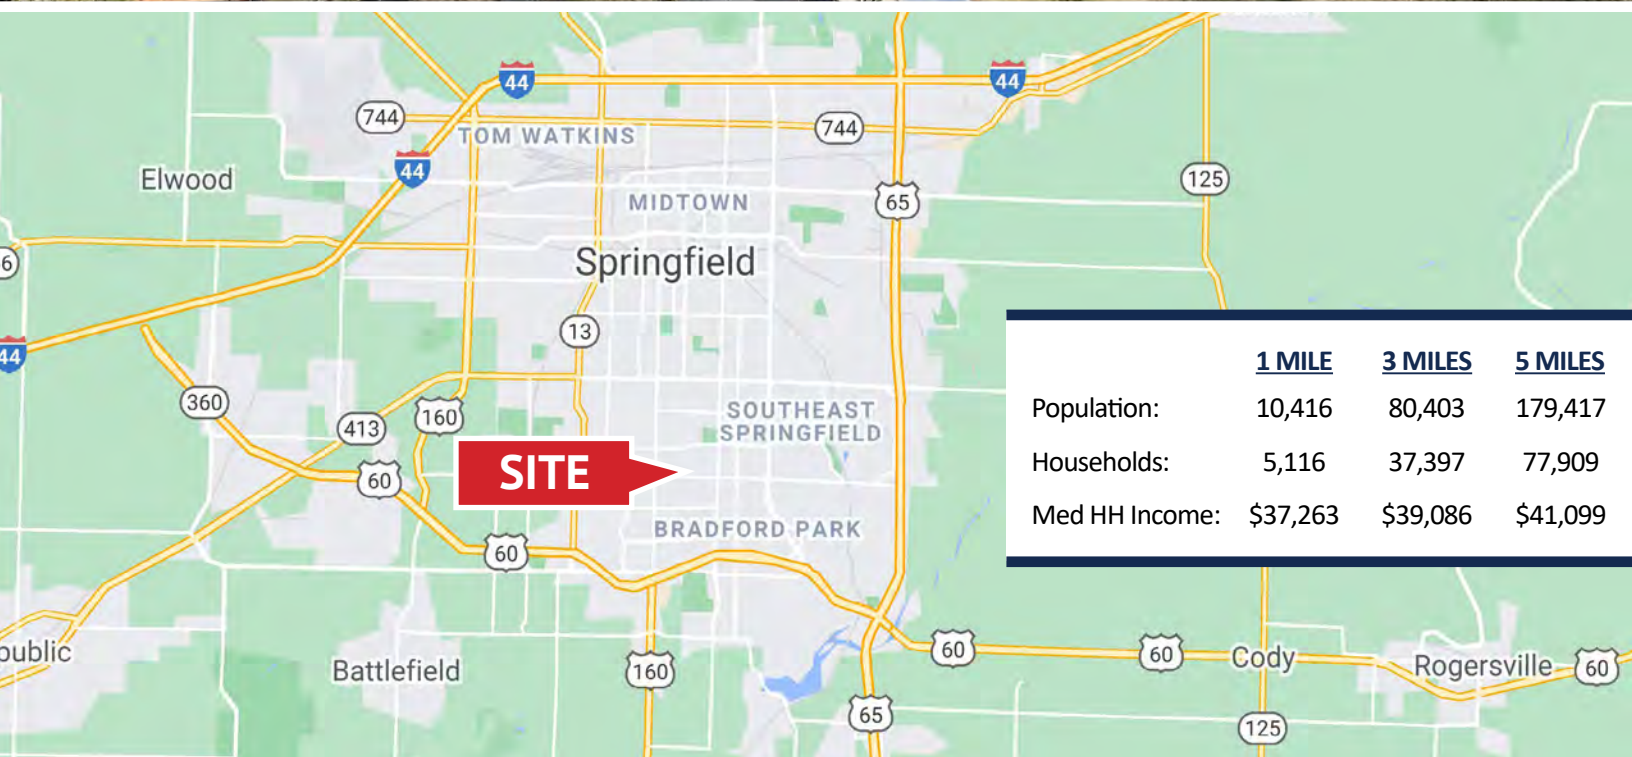 44
44
744
744
TOM WATKINS
44
Elwood
125
MIDTOWN
65
Springfield
13
44
1 MILE 3 MILES 5 MILES
Population: 10,416 80,403 179,417
Households: 5,116 37,397 77,909
Med HH Income: $37,263 $39,086 $41,099
360
413
160
SOUTHEAST
SPRINGFIELD
SITE
60
BRADFORD PARK
60
public
Battlefield
160
60
60
Cody
Rogersville
60
65
125